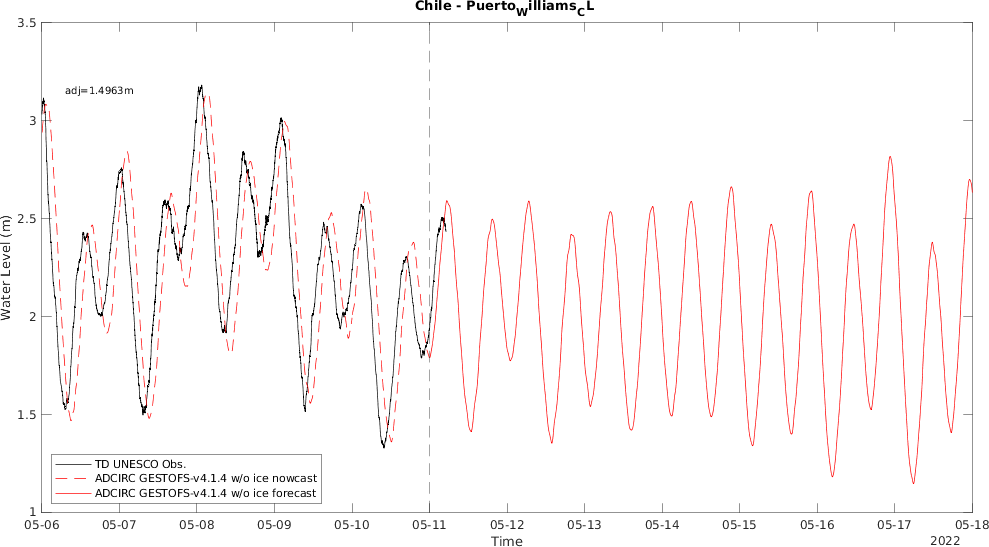 Chile - Puerto_Williams_CL
adj=1.4963m
3.5
3
2.5
2
1.5
1
Water Level (m)
TD UNESCO Obs.
ADCIRC GESTOFS-v4.1.4 w/o ice nowcast
ADCIRC GESTOFS-v4.1.4 w/o ice forecast
05-06 05-07 05-08 05-09 05-10 05-11 05-12 05-13 05-14 05-15 05-16 05-17 05-18
Time
2022